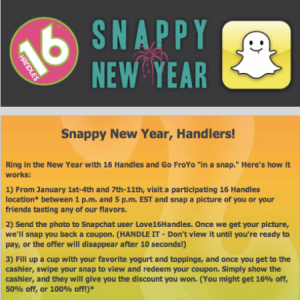 16
HANDLES
SNAPPY
NEW YEAR
Snappy New Year, Handlers!
Ring in the New Year with 16 Handles and Go FroYo "in a snap." Here's how it
works:
1) From January 1st-4th and 7th-11th, visit a participating 16 Handles
location* between 1 p.m. and 5 p.m. EST and snap a picture of you or your
friends tasting any of our flavors.
2) Send the photo to Snapchat user Love16Handles. Once we get your picture,
we'll snap you back a coupon. (HANDLE IT - Don't view it until you're ready to
pay, or the offer will disappear after 10 seconds!)
3) Fill up a cup with your favorite yogurt and toppings, and once you get to the
cashier, swipe your snap to view and redeem your coupon. Simply show the
cashier, and they will give you the discount you won. (You might get 16% off,
50% off, or 100% off!)*